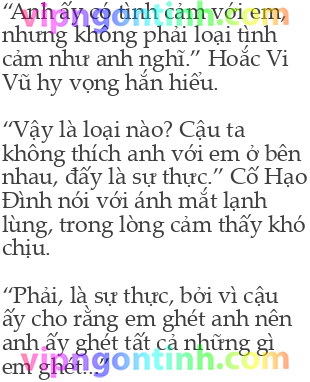 “Anh ấy có tình cảm với em,
vipngontinh.com
nhưng không phải loại tình
cảm như anh nghĩ.” Hoắc Vi
Vũ hy vọng hắn hiểu.
“Vậy là loại nào? Cậu ta
không thích anh với em ở bên
nhau, đấy là sự thực.” Cố Hạo
Đình nói với ánh mắt lạnh
lùng, trong lòng cảm thấy khó
chịu.
“Phải, là sự thực, bởi vì cậu
ấy cho rằng em ghét anh nên
anh ấy ghét tất cả những gì
vipngontinh.com
em ghét...”